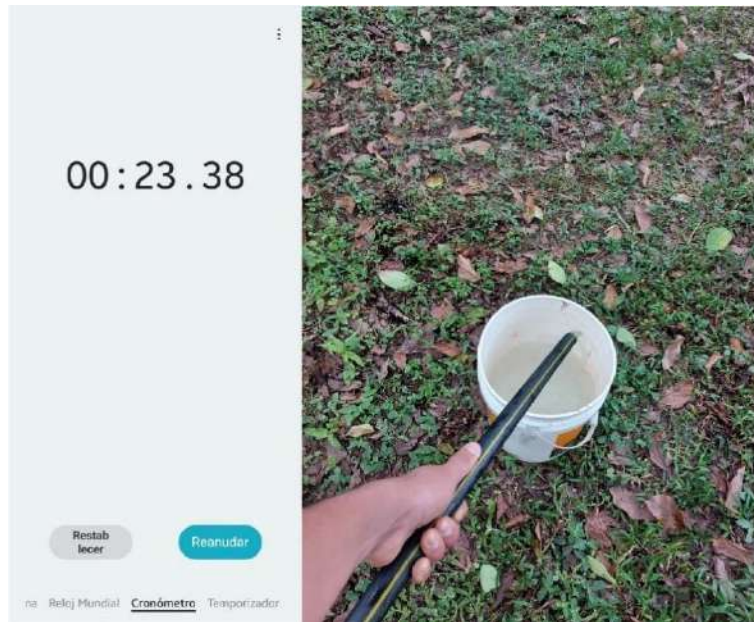 00:23.38
Restab
lecer
Reanudar
na Reloj Mundial Cronómetro Temporizador